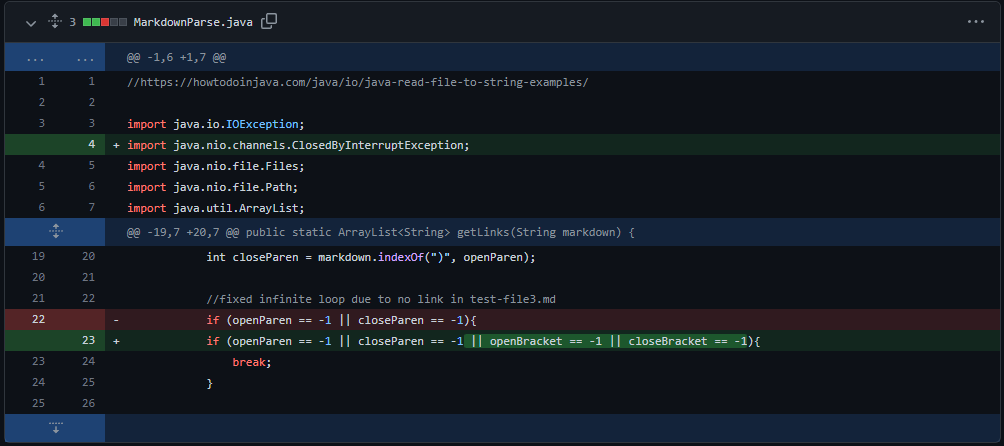 3 MarkdownParse.java ...
... ... @@ -1,6 +1,7 @@
1 1 //https://howtodoinjava.com/java/io/java-read-file-to-string-examples/
2 2
3 3 import java.io.IOException;
4 + import java.nio.channels.ClosedByInterruptException;
4 5 import java.nio.file.Files;
5 6 import java.nio.file.Path;
6 7 import java.util.ArrayList;
@@ -19,7 +20,7 @@ public static ArrayList<String> getLinks(String markdown) {
19 20 int closeParen = markdown.indexOf(")", openParen);
20 21
21 22 //fixed infinite loop due to no link in test-file3.md
22 - if (openParen == -1 || closeParen == -1){
23 + if (openParen == -1 || closeParen == -1 || openBracket == -1 || closeBracket == -1){
23 24 break;
24 25 }
25 26